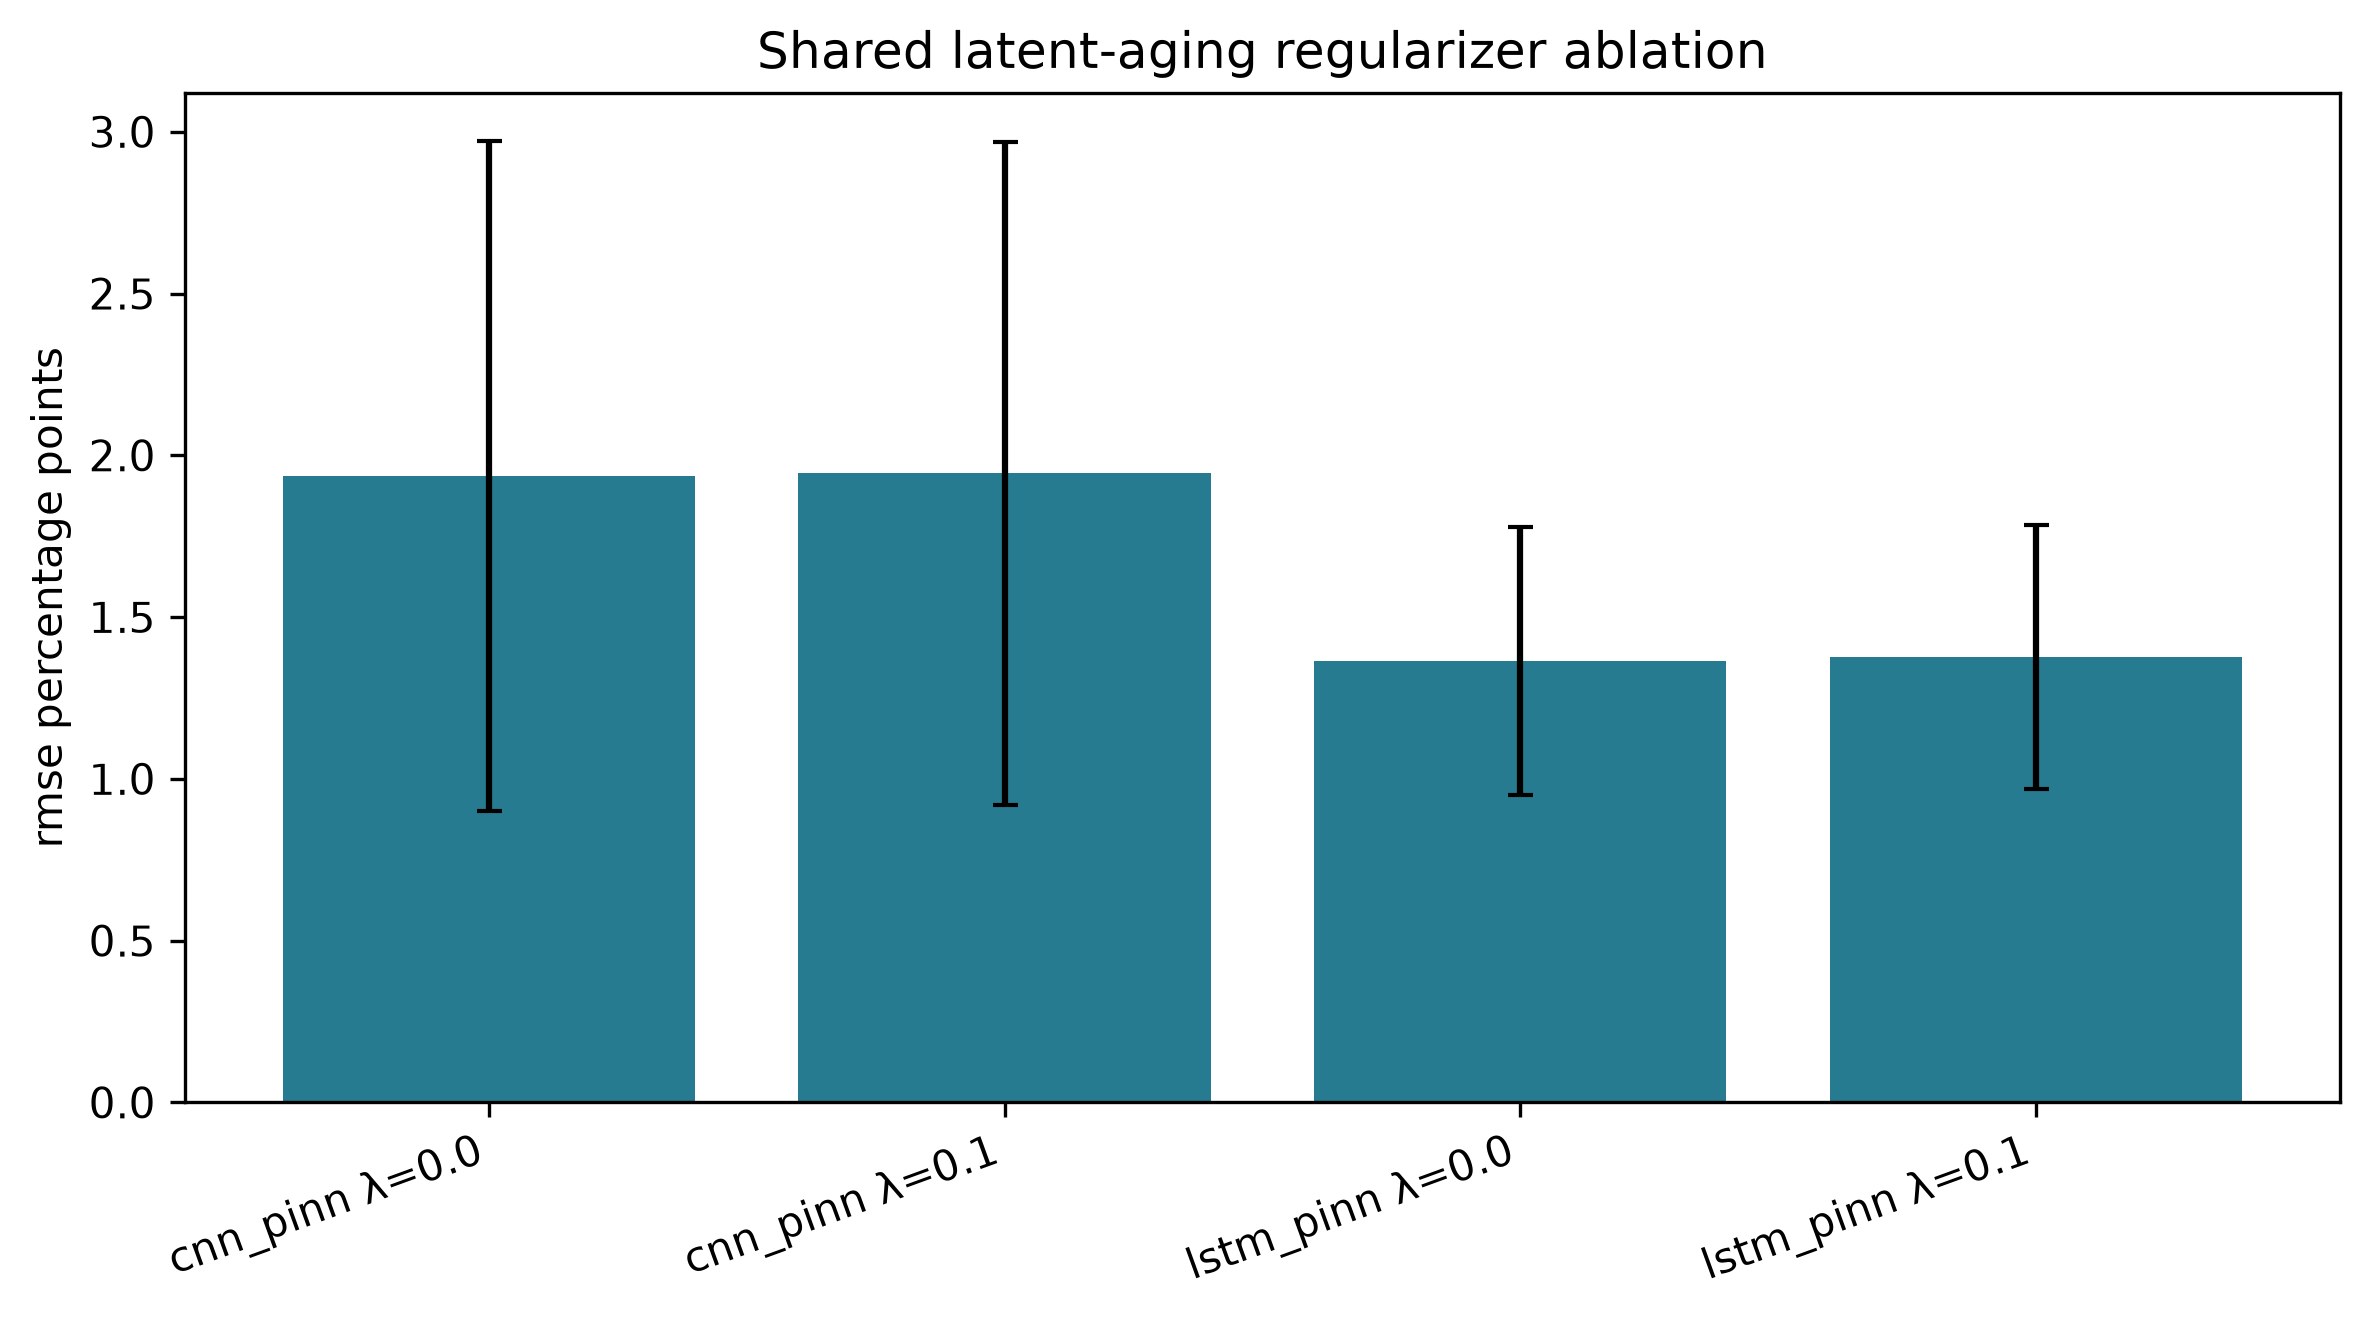 Shared latent-aging regularizer ablation
rmse percentage points
3.0
2.5
2.0
1.5
1.0
0.5
0.0
cnn_pinn λ=0.0
cnn_pinn λ=0.1
lstm_pinn λ=0.0
lstm_pinn λ=0.1